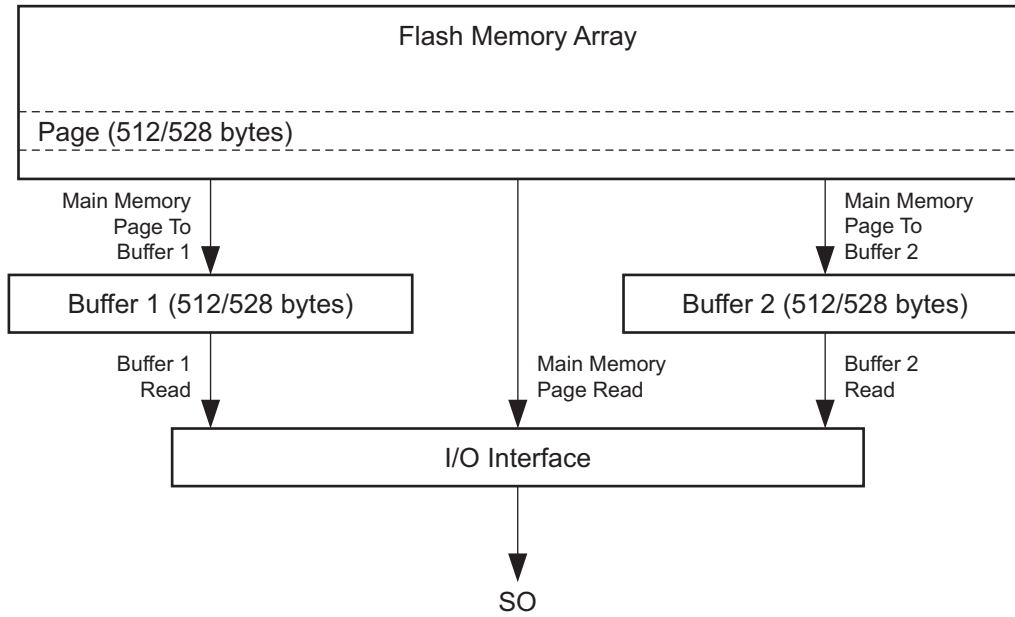 Flash Memory Array
Page (512/528 bytes)
Main Memory
Page To
Buffer 1
Main Memory
Page To
Buffer 2
Buffer 1 (512/528 bytes)
Buffer 2 (512/528 bytes)
Buffer 1
Read
Main Memory
Page Read
Buffer 2
Read
I/O Interface
SO